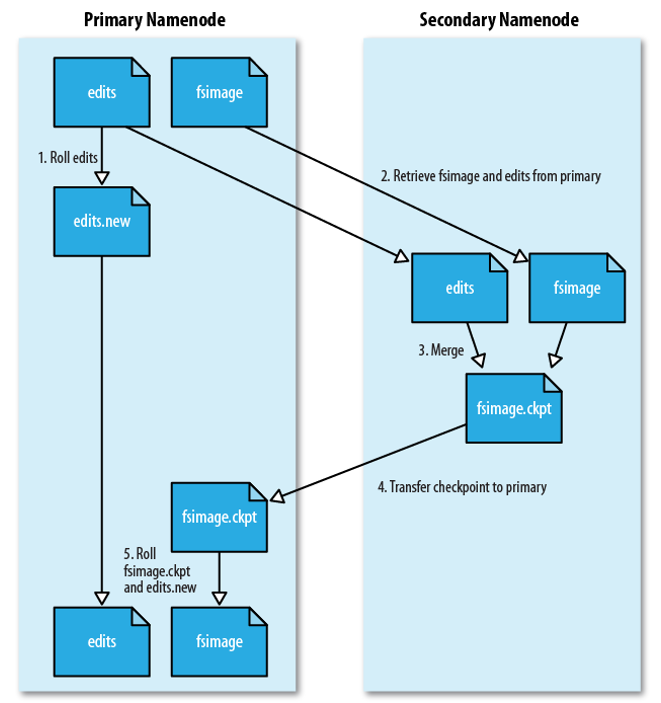 Primary Namenode
Secondary Namenode
edits
fsimage
1. Roll edits
2. Retrieve fsimage and edits from primary
edits.new
edits
fsimage
3. Merge
fsimage.ckpt
4. Transfer checkpoint to primary
fsimage.ckpt
5. Roll
fsimage.ckpt
and edits.new
edits
fsimage